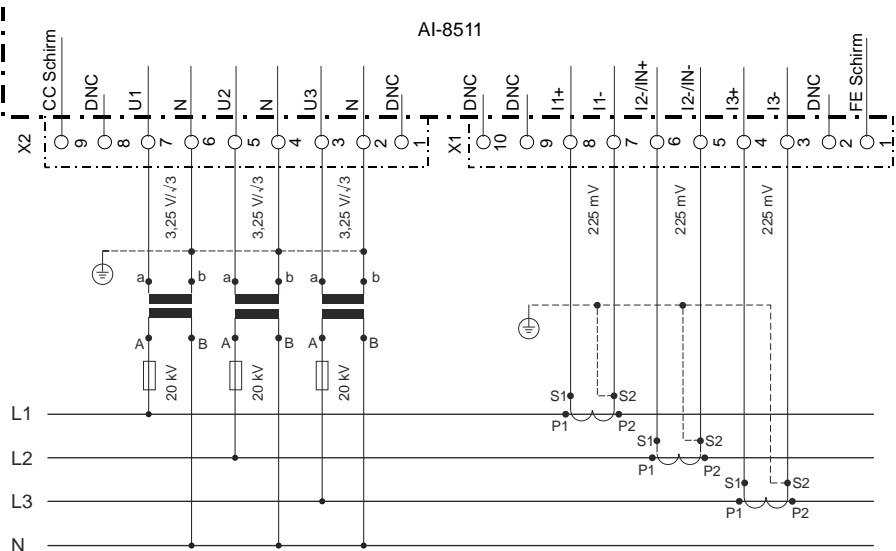 AI-8511
CC Schirm
DNC
U1
N
U2
N
U3
N
DNC
DNC
DNC
I1+
I1-
I2-/IN+
I2-/IN-
I3+
I3-
DNC
FE Schirm
X2
9
8
7
6
5
4
3
2
1
X1
10
9
8
7
6
5
4
3
2
1
3,25 V/√3
3,25 V/√3
3,25 V/√3
225 mV
225 mV
225 mV
a
b
a
b
a
b
A
B
A
B
A
B
20 kV
20 kV
20 kV
S1
S2
P1
P2
S1
S2
P1
P2
S1
S2
P1
P2
L1
L2
L3
N